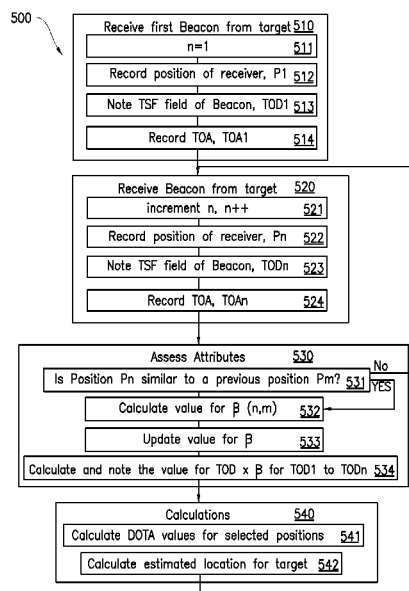 500
Receive first Beacon from target 510
n=1 511
Record position of receiver, P1 512
Note TSF field of Beacon, TOD1 513
Record TOA, TOA1 514
Receive Beacon from target 520
increment n, n++ 521
Record position of receiver, Pn 522
Note TSF field of Beacon, TODn 523
Record TOA, TOAn 524
Assess Attributes 530
No
Is Position Pn similar to a previous position Pm? 531
YES
Calculate value for β (n,m) 532
Update value for β 533
Calculate and note the value for TOD x β for TOD1 to TODn 534
Calculations 540
Calculate DOTA values for selected positions 541
Calculate estimated location for target 542